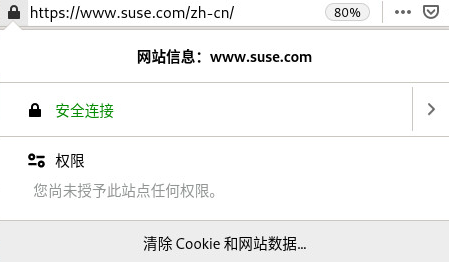 https://www.suse.com/zh-cn/ 80%
网站信息：www.suse.com
安全连接
权限
您尚未授予此站点任何权限。
清除 Cookie 和网站数据...